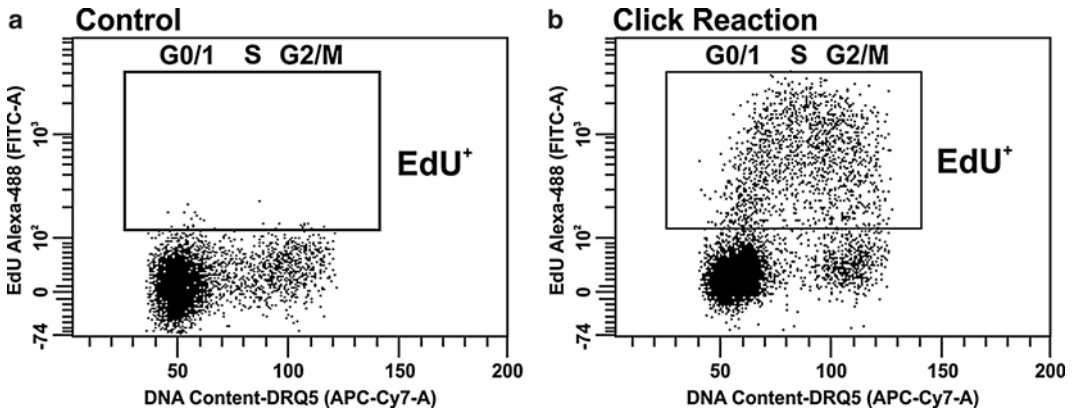 a Control
G0/1 S G2/M
EdU⁺
EdU Alexa-488 (FITC-A)
10³
10²
0
-74
50 100 150 200
DNA Content-DRQ5 (APC-Cy7-A)
b Click Reaction
G0/1 S G2/M
EdU⁺
EdU Alexa-488 (FITC-A)
10³
10²
0
-74
50 100 150 200
DNA Content-DRQ5 (APC-Cy7-A)